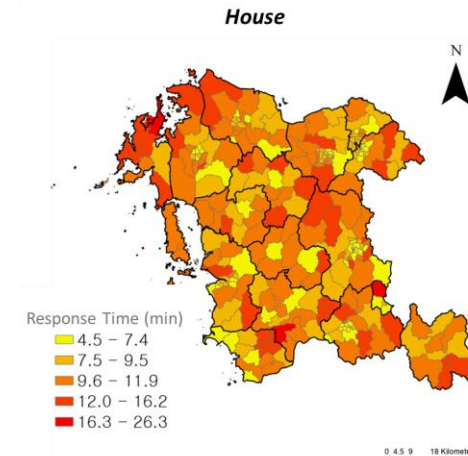 House
N
Response Time (min)
4.5 – 7.4
7.5 – 9.5
9.6 – 11.9
12.0 – 16.2
16.3 – 26.3
0 4.5 9 18 Kilomete